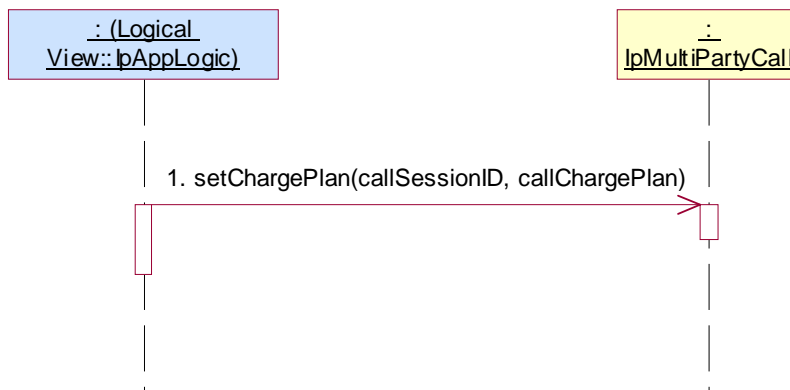 : (Logical
View::IpAppLogic)
:
IpMultiPartyCall
1. setChargePlan(callSessionID, callChargePlan)